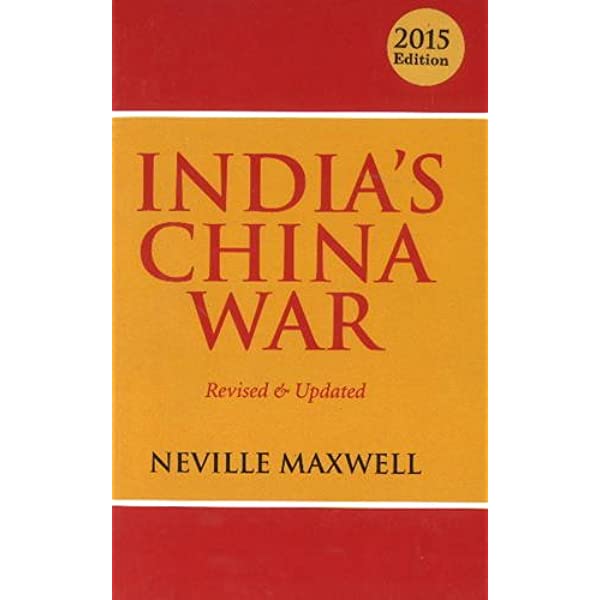 2015
Edition
INDIA'S
CHINA
WAR
Revised & Updated
NEVILLE MAXWELL